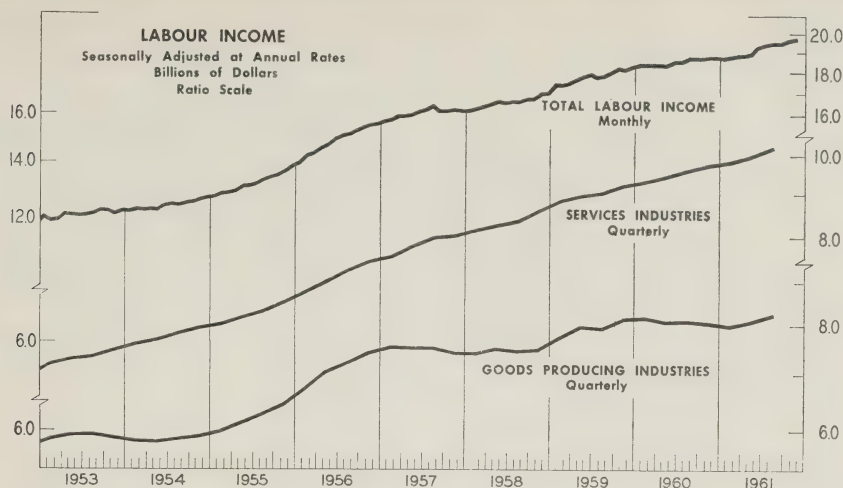 LABOUR INCOME
Seasonally Adjusted at Annual Rates
Billions of Dollars
Ratio Scale
20.0
18.0
16.0
TOTAL LABOUR INCOME
Monthly
16.0
14.0
12.0
10.0
SERVICES INDUSTRIES
Quarterly
8.0
6.0
8.0
GOODS PRODUCING INDUSTRIES
Quarterly
6.0
6.0
1953 1954 1955 1956 1957 1958 1959 1960 1961